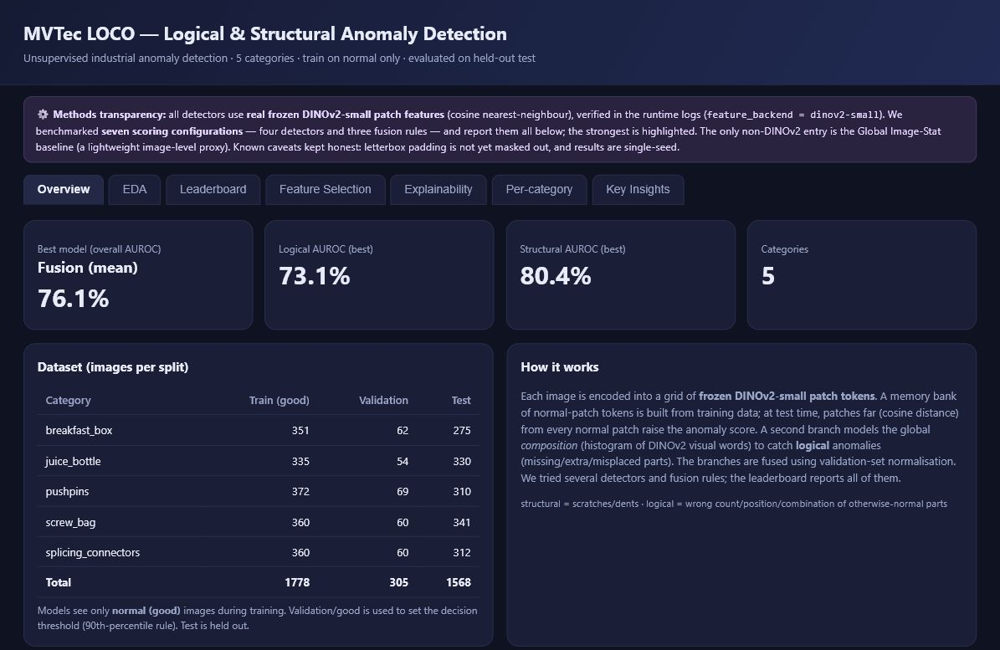 MVTec LOCO — Logical & Structural Anomaly Detection
Unsupervised industrial anomaly detection · 5 categories · train on normal only · evaluated on held-out test
⚙ Methods transparency: all detectors use real frozen DINOv2-small patch features (cosine nearest-neighbour), verified in the runtime logs (feature_backend = dinov2-small). We
benchmarked seven scoring configurations — four detectors and three fusion rules — and report them all below; the strongest is highlighted. The only non-DINOv2 entry is the Global Image-Stat
baseline (a lightweight image-level proxy). Known caveats kept honest: letterbox padding is not yet masked out, and results are single-seed.
Overview EDA Leaderboard Feature Selection Explainability Per-category Key Insights
Best model (overall AUROC)
Fusion (mean)
76.1%
Logical AUROC (best)
73.1%
Structural AUROC (best)
80.4%
Categories
5
Dataset (images per split)
Category Train (good) Validation Test
breakfast_box 351 62 275
juice_bottle 335 54 330
pushpins 372 69 310
screw_bag 360 60 341
splicing_connectors 360 60 312
Total 1778 305 1568
Models see only normal (good) images during training. Validation/good is used to set the decision
threshold (90th-percentile rule). Test is held out.
How it works
Each image is encoded into a grid of frozen DINOv2-small patch tokens. A memory bank
of normal-patch tokens is built from training data; at test time, patches far (cosine distance)
from every normal patch raise the anomaly score. A second branch models the global
composition (histogram of DINOv2 visual words) to catch logical anomalies
(missing/extra/misplaced parts). The branches are fused using validation-set normalisation.
We tried several detectors and fusion rules; the leaderboard reports all of them.
structural = scratches/dents · logical = wrong count/position/combination of otherwise-normal parts